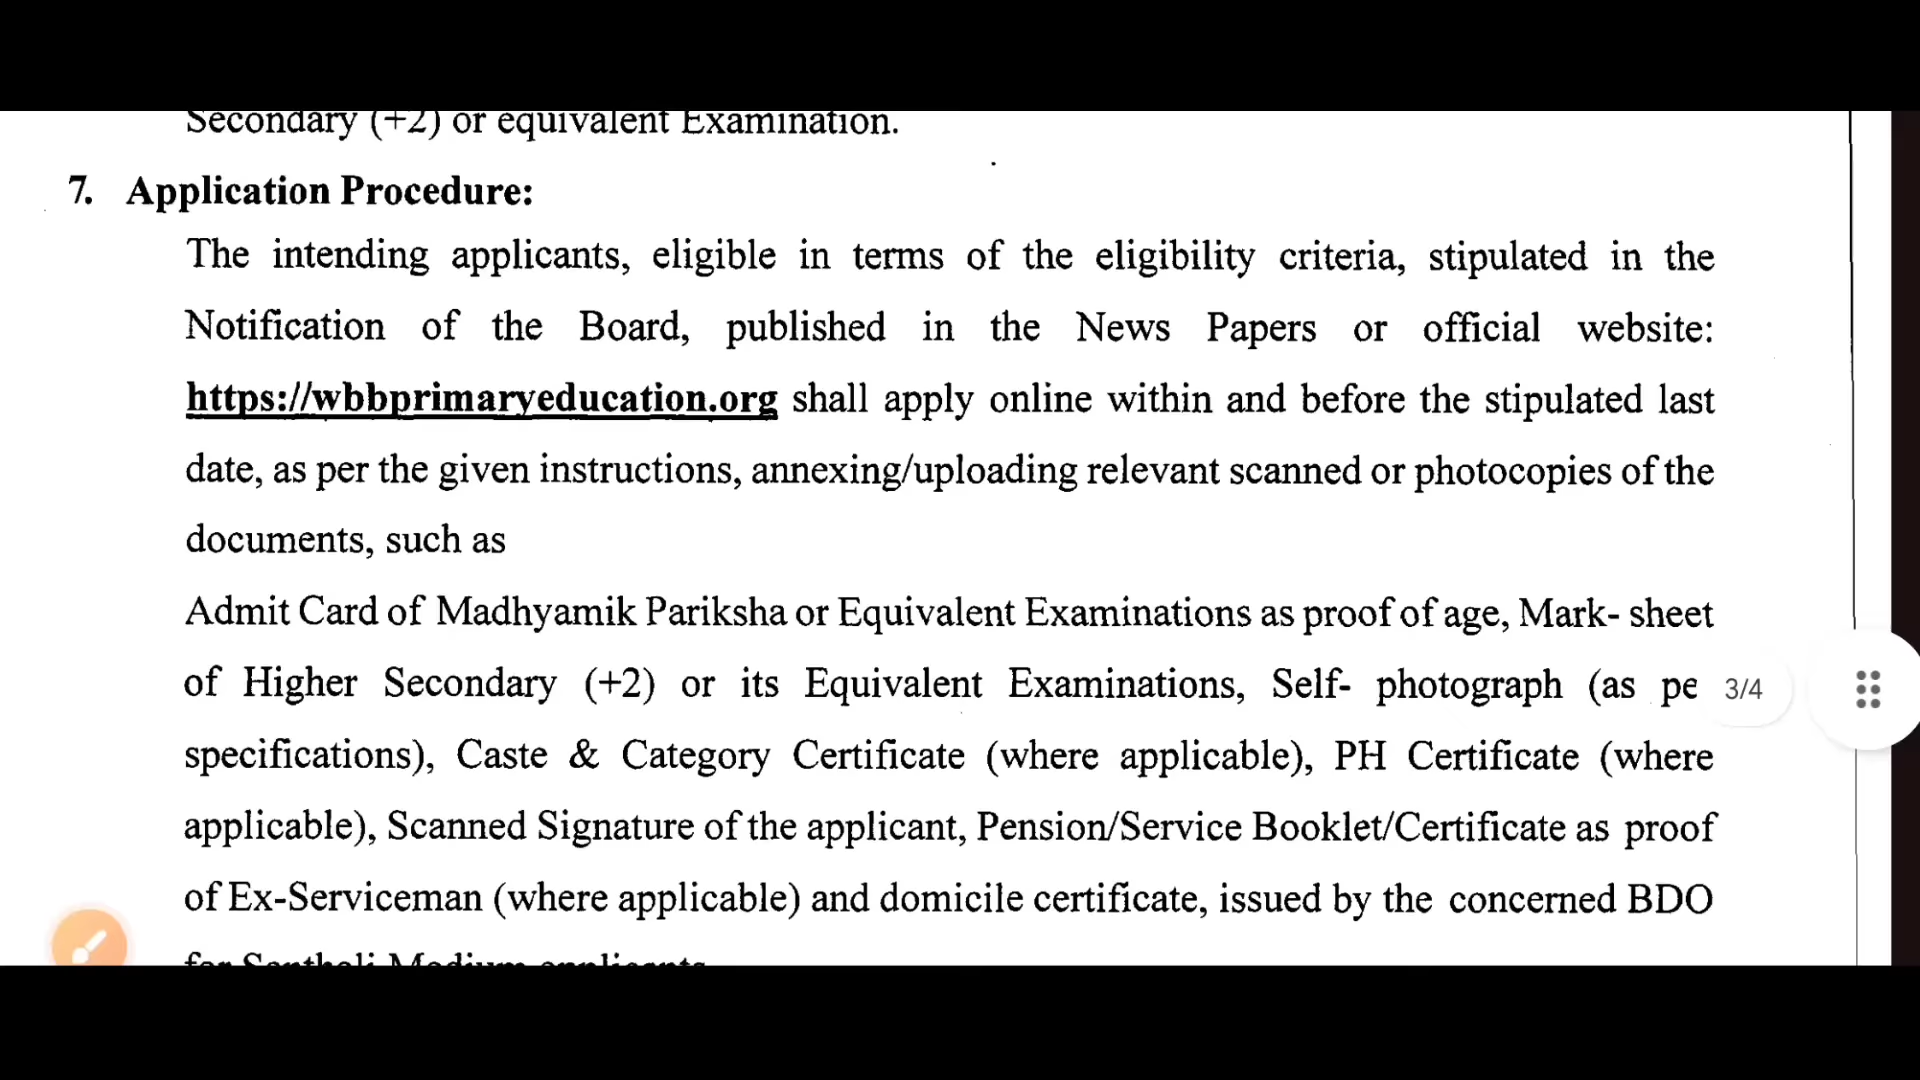 Secondary (+2) or equivalent Examination.
7. Application Procedure:
The intending applicants, eligible in terms of the eligibility criteria, stipulated in the
Notification of the Board, published in the News Papers or official website:
https://wbbprimaryeducation.org shall apply online within and before the stipulated last
date, as per the given instructions, annexing/uploading relevant scanned or photocopies of the
documents, such as
Admit Card of Madhyamik Pariksha or Equivalent Examinations as proof of age, Mark- sheet
of Higher Secondary (+2) or its Equivalent Examinations, Self- photograph (as pe 3/4
specifications), Caste & Category Certificate (where applicable), PH Certificate (where
applicable), Scanned Signature of the applicant, Pension/Service Booklet/Certificate as proof
of Ex-Serviceman (where applicable) and domicile certificate, issued by the concerned BDO
for Santhali Medium applicants